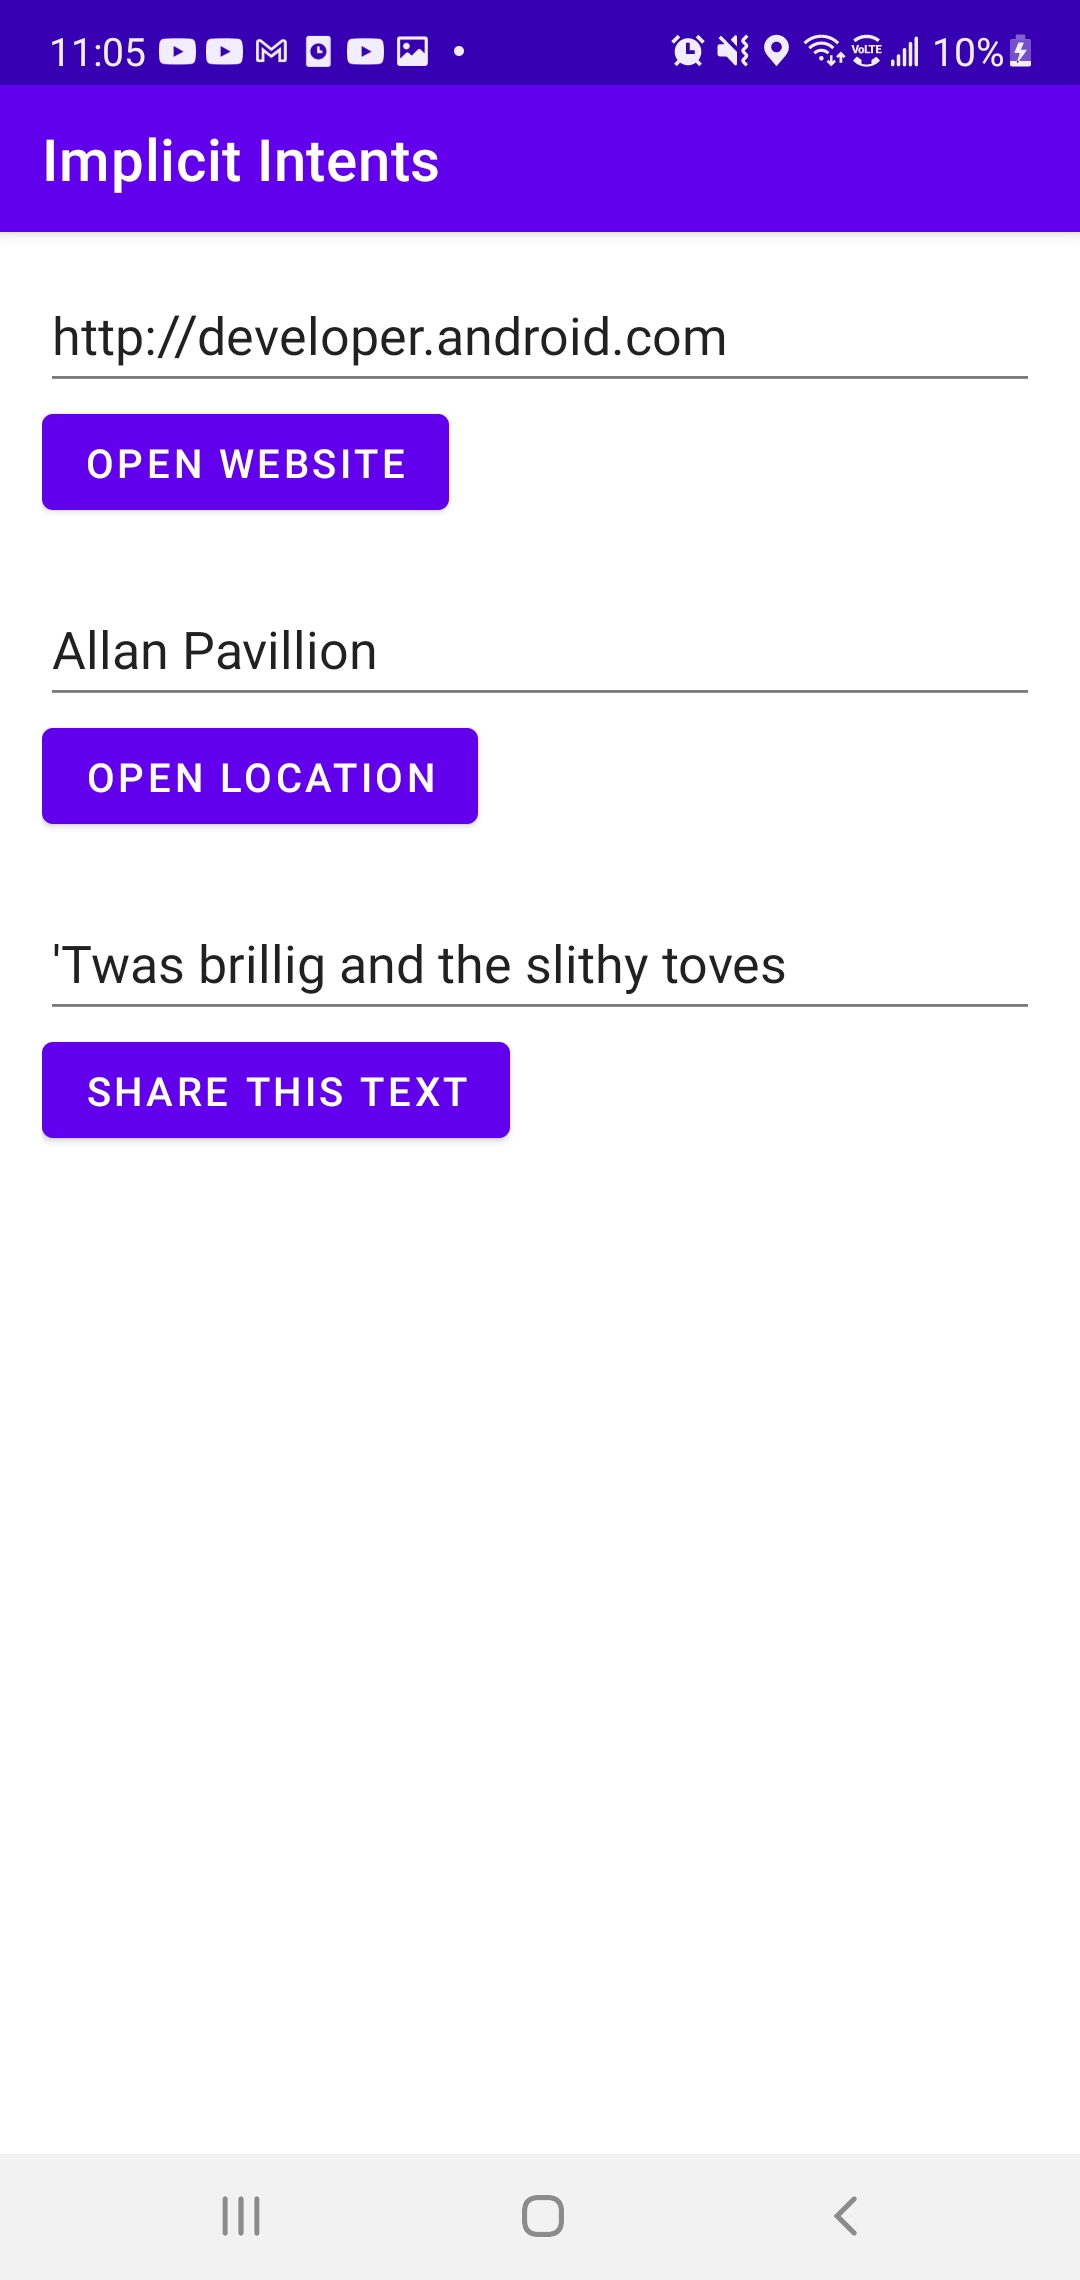 11:05 VoLTE 10%
Implicit Intents
http://developer.android.com
OPEN WEBSITE
Allan Pavillion
OPEN LOCATION
'Twas brillig and the slithy toves
SHARE THIS TEXT